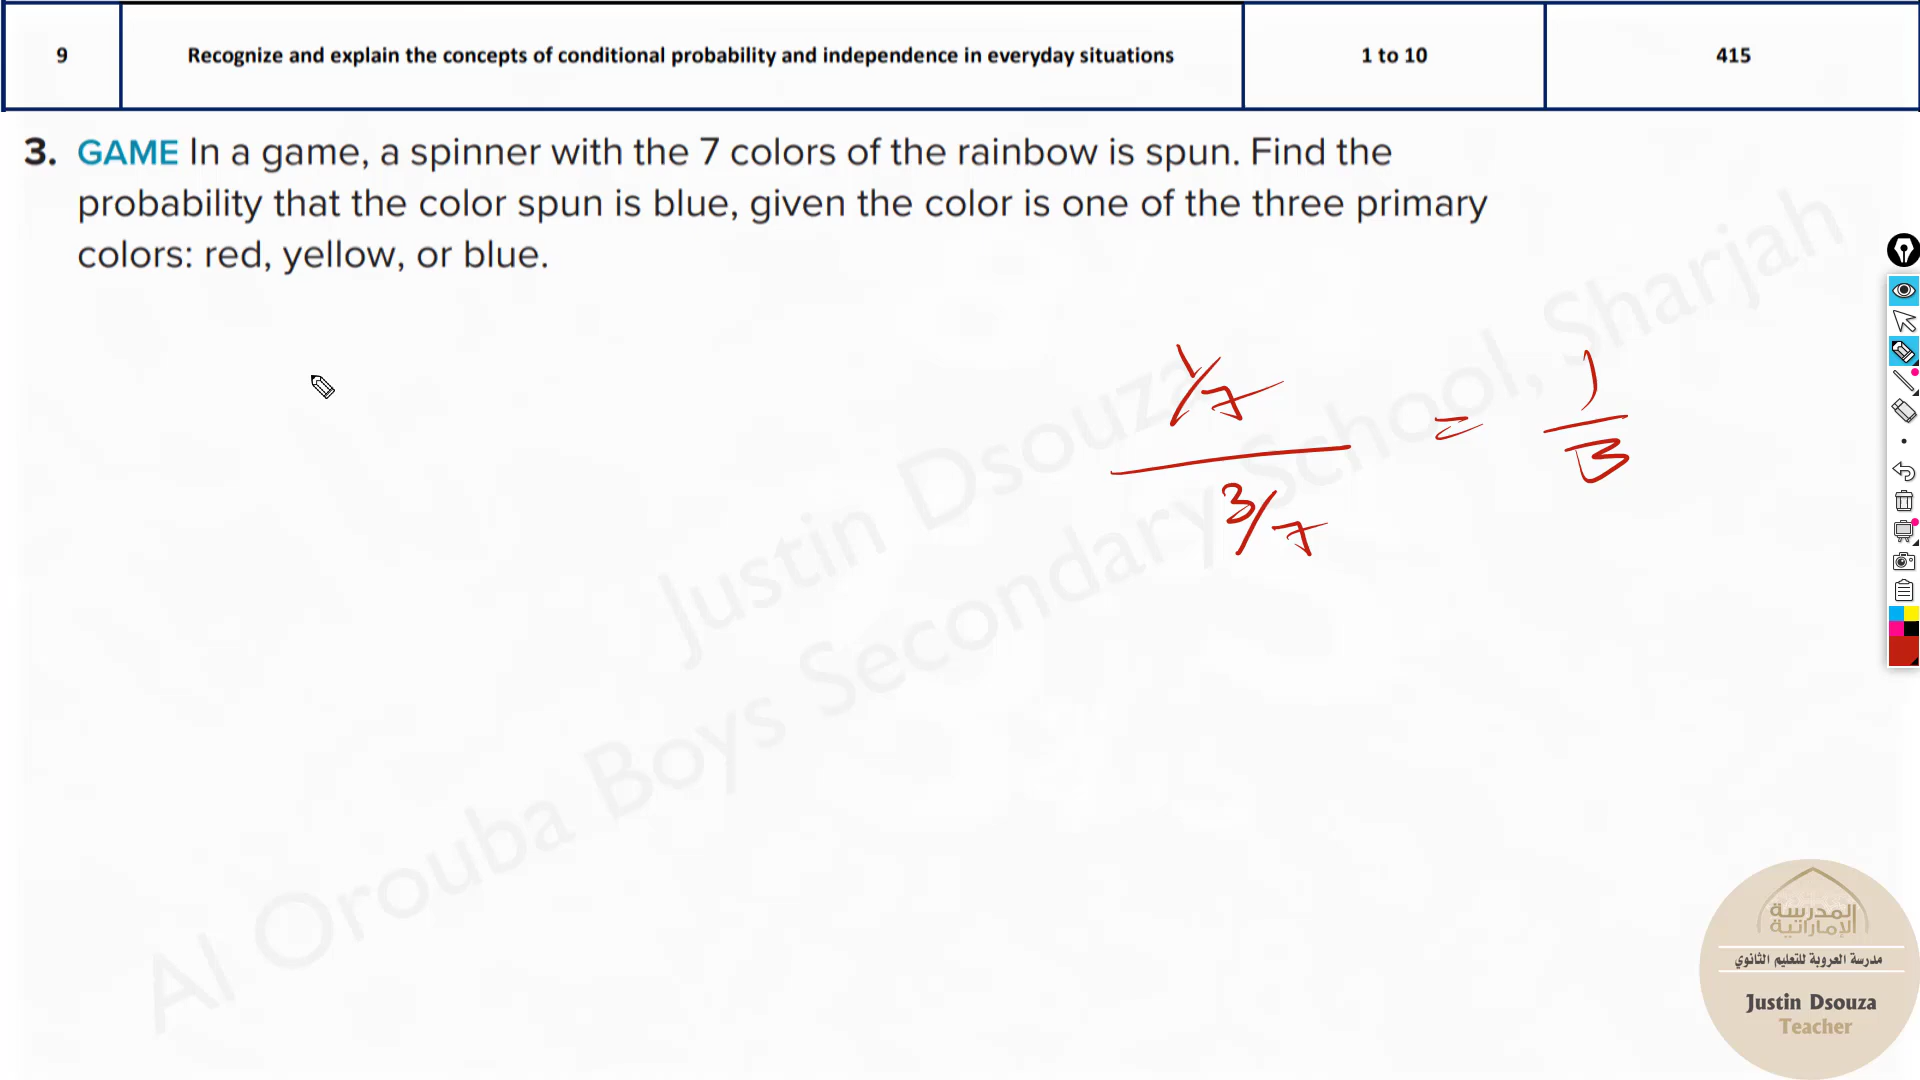 9 Recognize and explain the concepts of conditional probability and independence in everyday situations 1 to 10 415
3. GAME In a game, a spinner with the 7 colors of the rainbow is spun. Find the
probability that the color spun is blue, given the color is one of the three primary
colors: red, yellow, or blue.
1/7
3/7
= 1/3
Justin Dsouza
Al Orouba Boys Secondary School, Sharjah
المدرسة
الإماراتية
مدرسة العروبة للتعليم الثانوي
Justin Dsouza
Teacher